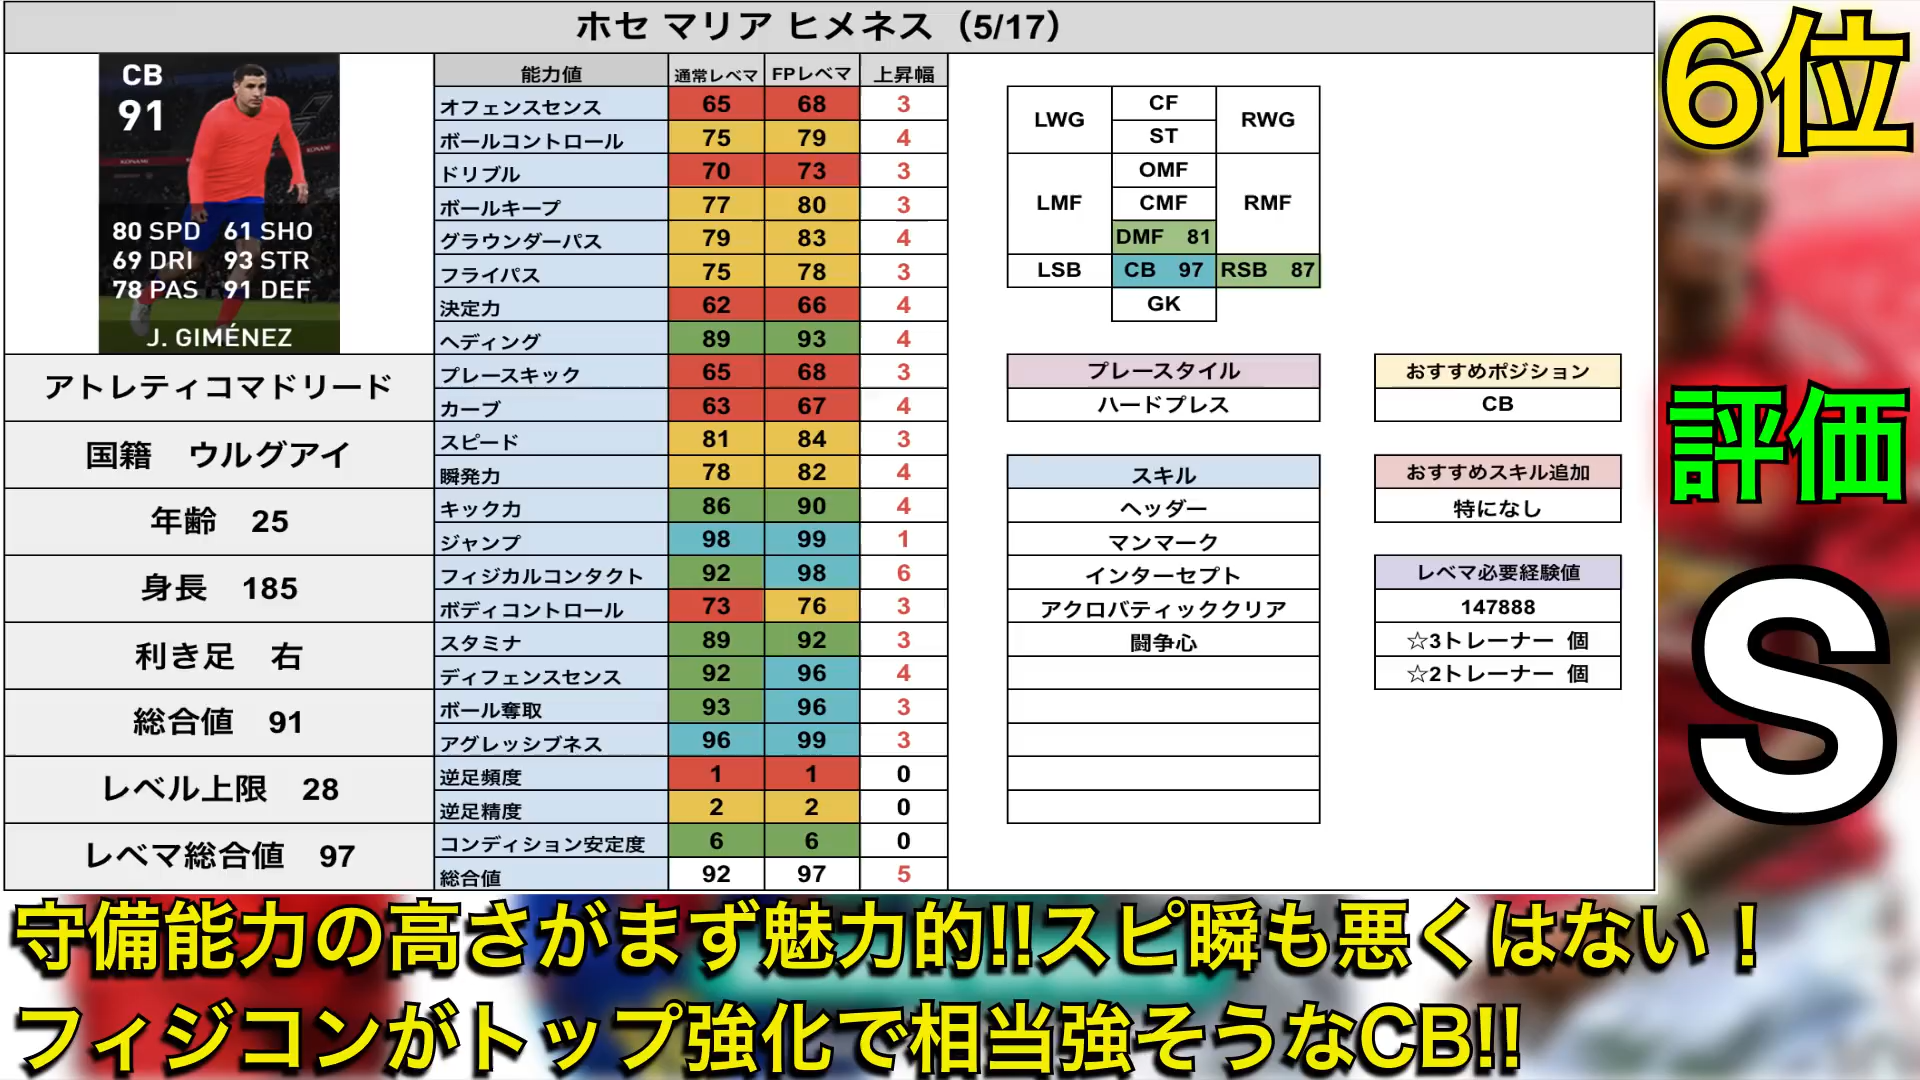 ホセ マリア ヒメネス（5/17）
6位
CB
91
80 SPD 61 SHO
69 DRI 93 STR
78 PAS 91 DEF
J. GIMÉNEZ
アトレティコマドリード
国籍 ウルグアイ
年齢 25
身長 185
利き足 右
総合値 91
レベル上限 28
レベマ総合値 97
能力値 通常レベマ FPレベマ 上昇幅
オフェンスセンス 65 68 3
ボールコントロール 75 79 4
ドリブル 70 73 3
ボールキープ 77 80 3
グラウンダーパス 79 83 4
フライパス 75 78 3
決定力 62 66 4
ヘディング 89 93 4
プレースキック 65 68 3
カーブ 63 67 4
スピード 81 84 3
瞬発力 78 82 4
キック力 86 90 4
ジャンプ 98 99 1
フィジカルコンタクト 92 98 6
ボディコントロール 73 76 3
スタミナ 89 92 3
ディフェンスセンス 92 96 4
ボール奪取 93 96 3
アグレッシブネス 96 99 3
逆足頻度 1 1 0
逆足精度 2 2 0
コンディション安定度 6 6 0
総合値 92 97 5
LWG CF RWG
ST
OMF
LMF CMF RMF
DMF 81
LSB CB 97 RSB 87
GK
プレースタイル
ハードプレス
おすすめポジション
CB
スキル
ヘッダー
マンマーク
インターセプト
アクロバティッククリア
闘争心
おすすめスキル追加
特になし
レベマ必要経験値
147888
☆3トレーナー 個
☆2トレーナー 個
評価
S
守備能力の高さがまず魅力的!!スピ瞬も悪くはない！
フィジコンがトップ強化で相当強そうなCB!!